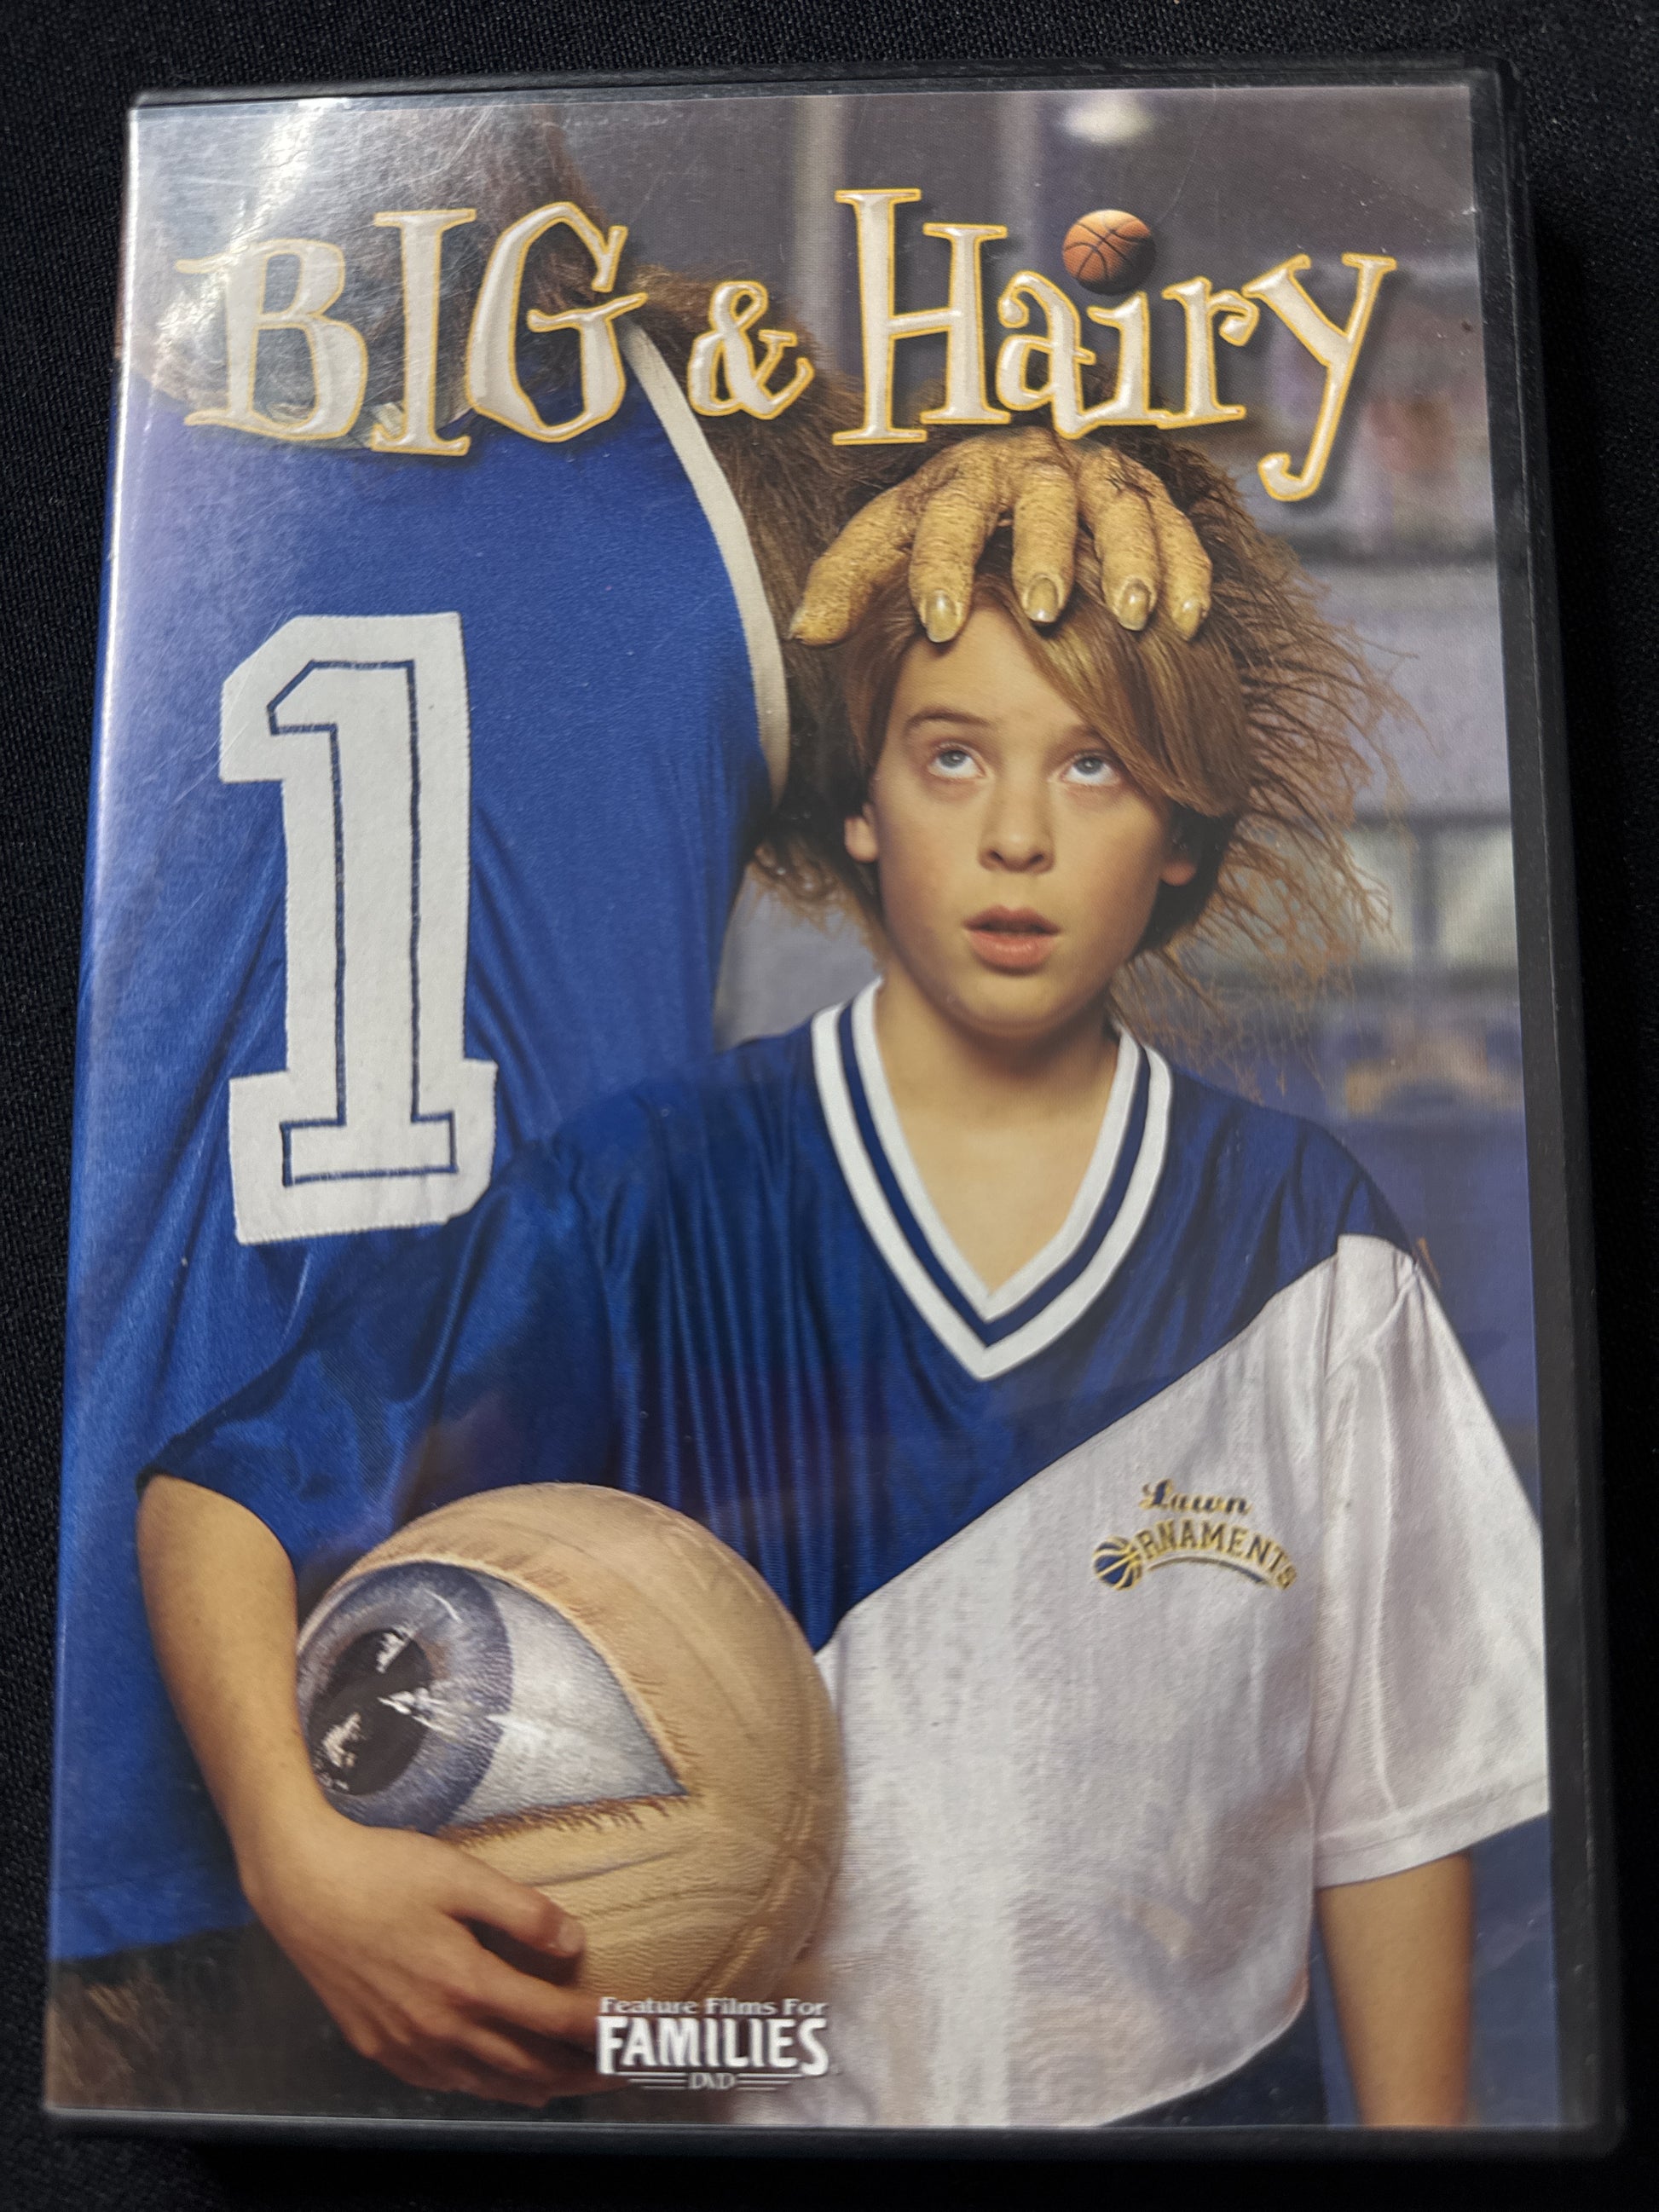 BIG & Hairy
1
Lawn
ORNAMENTS
Feature Films For
FAMILIES
DVD